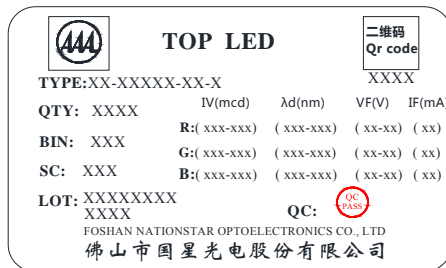 AAA
TOP LED
二维码
Qr code
TYPE:XX-XXXXX-XX-X
XXXX
QTY: XXXX
IV(mcd) λd(nm) VF(V) IF(mA)
R:( xxx-xxx) ( xxx-xxx) ( xx-xx) ( xx)
BIN: XXX
G:( xxx-xxx) ( xxx-xxx) ( xx-xx) ( xx)
SC: XXX
B:( xxx-xxx) ( xxx-xxx) ( xx-xx) ( xx)
LOT: XXXXXXXX
XXXX
QC:
QC
PASS
FOSHAN NATIONSTAR OPTOELECTRONICS CO., LTD
佛山市国星光电股份有限公司